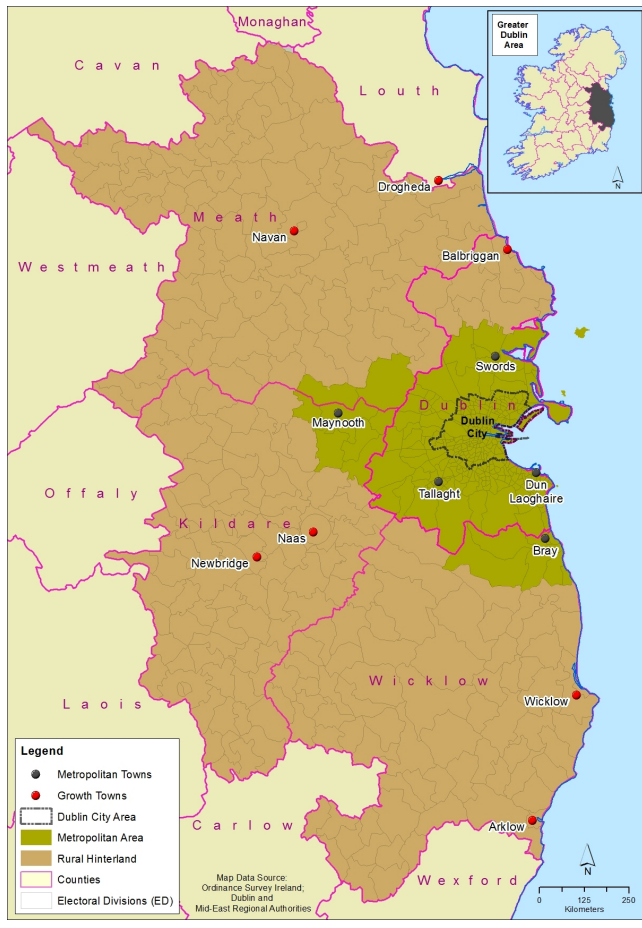 Monaghan
Greater
Dublin
Area
N
Cavan
Louth
Drogheda
Meath
Navan
Balbriggan
Westmeath
Swords
Dublin
Maynooth
Dublin
City
Tallaght
Dun
Laoghaire
Offaly
Kildare
Naas
Bray
Newbridge
Wicklow
Wicklow
Laois
Legend
Metropolitan Towns
Growth Towns
Dublin City Area
Metropolitan Area
Rural Hinterland
Counties
Electoral Divisions (ED)
Carlow
Arklow
Wexford
Map Data Source:
Ordinance Survey Ireland;
Dublin and
Mid-East Regional Authorities
N
0 125 250
Kilometers